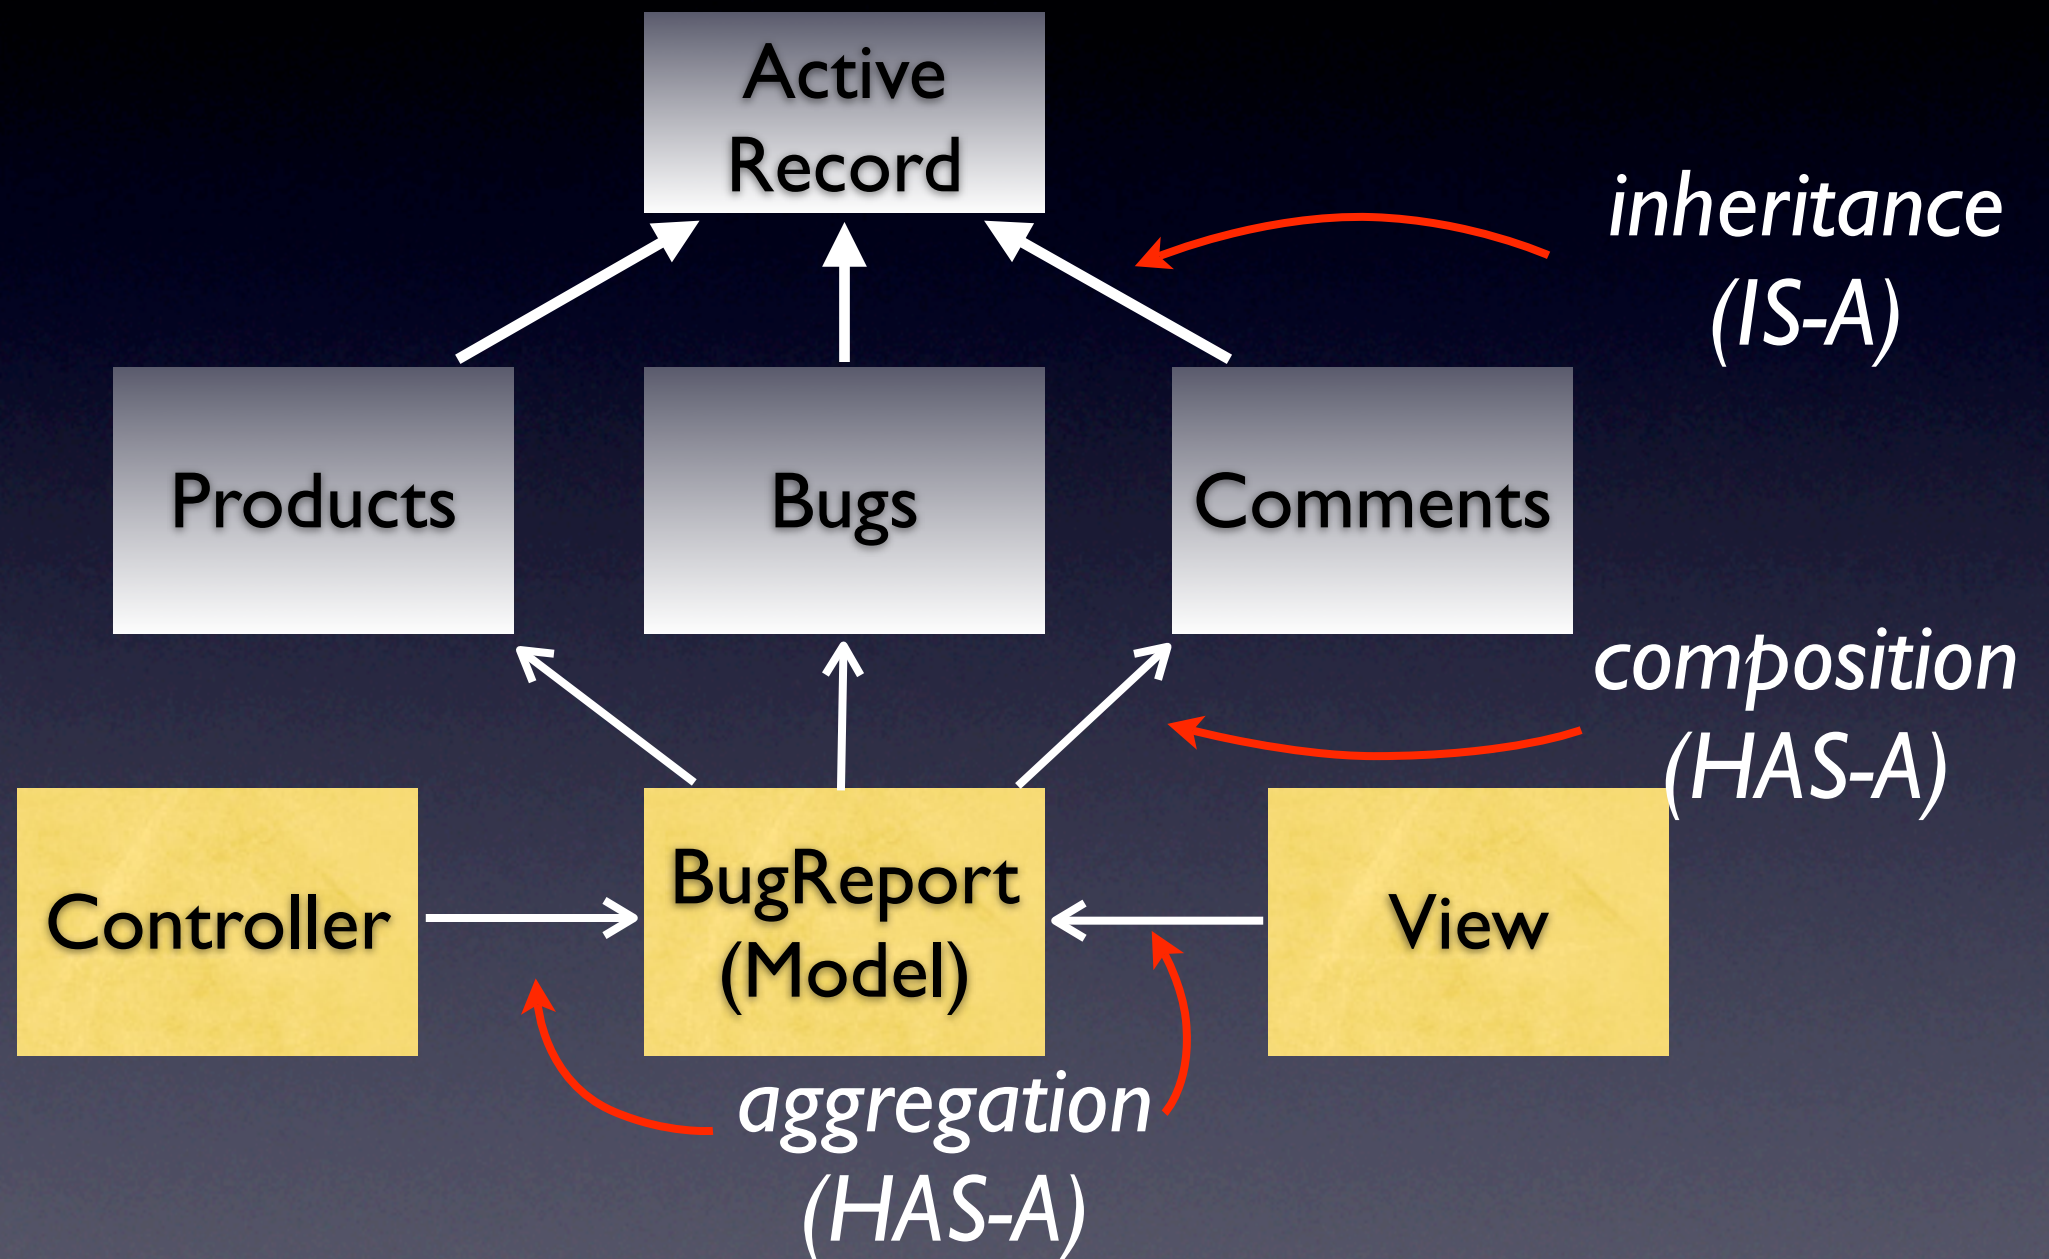 Active
Record
inheritance
(IS-A)
Products
Bugs
Comments
composition
(HAS-A)
Controller
BugReport
(Model)
View
aggregation
(HAS-A)